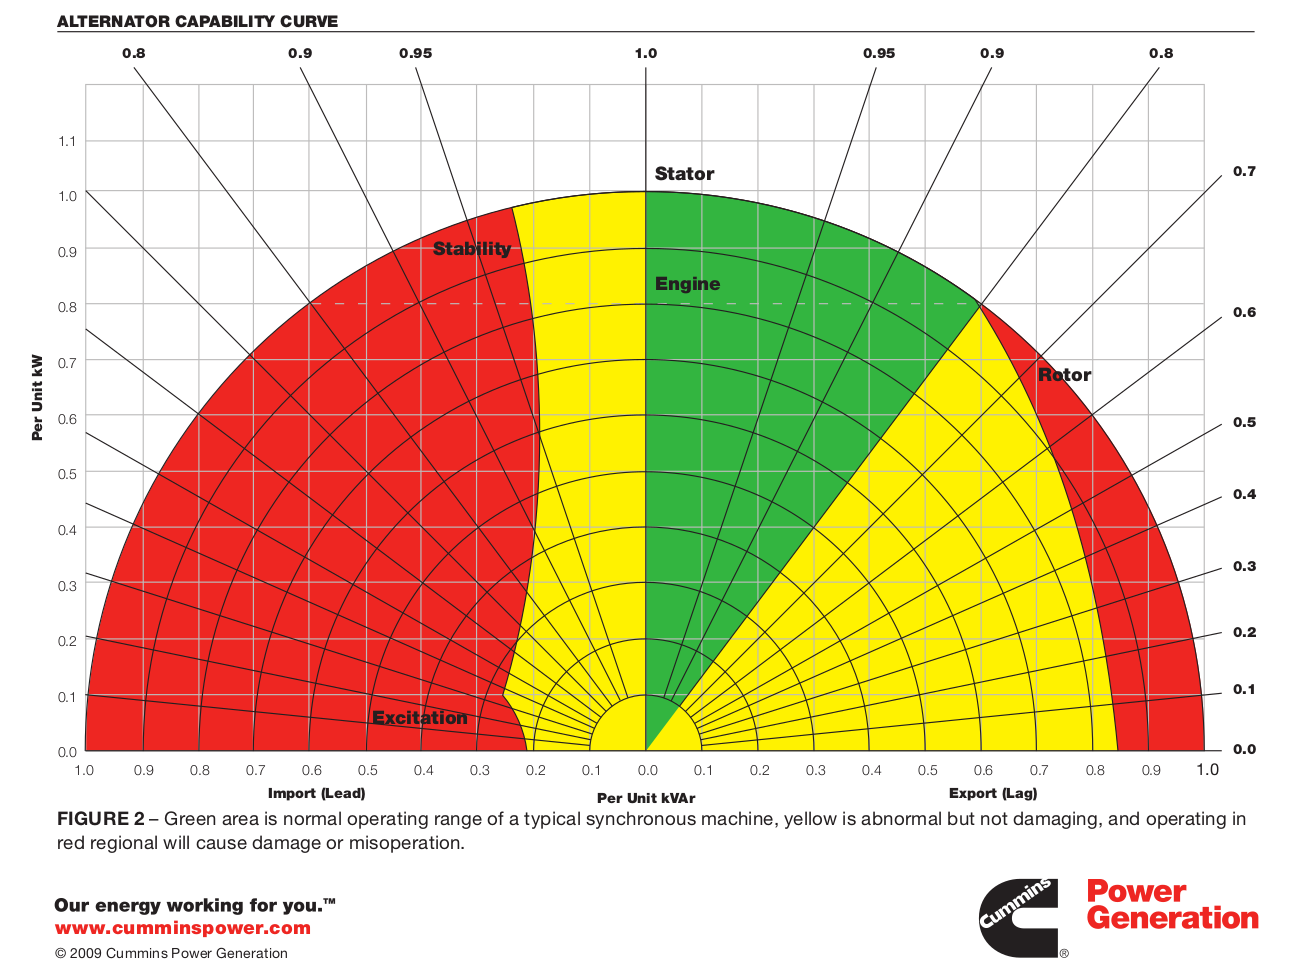 ALTERNATOR CAPABILITY CURVE
0.8 0.9 0.95 1.0 0.95 0.9 0.8
1.1
Stator
0.7
1.0
Stability
0.9
Engine
0.8
0.6
Rotor
0.7
Per Unit kW
0.6
0.5
0.5
0.4
0.4
0.3
0.3
0.2
0.2
0.1
0.1
Excitation
0.0
0.0
1.0 0.9 0.8 0.7 0.6 0.5 0.4 0.3 0.2 0.1 0.0 0.1 0.2 0.3 0.4 0.5 0.6 0.7 0.8 0.9 1.0
Import (Lead) Per Unit kVAr Export (Lag)
FIGURE 2 – Green area is normal operating range of a typical synchronous machine, yellow is abnormal but not damaging, and operating in
red regional will cause damage or misoperation.
Our energy working for you.™
www.cumminspower.com
© 2009 Cummins Power Generation
Cummins
®
Power
Generation